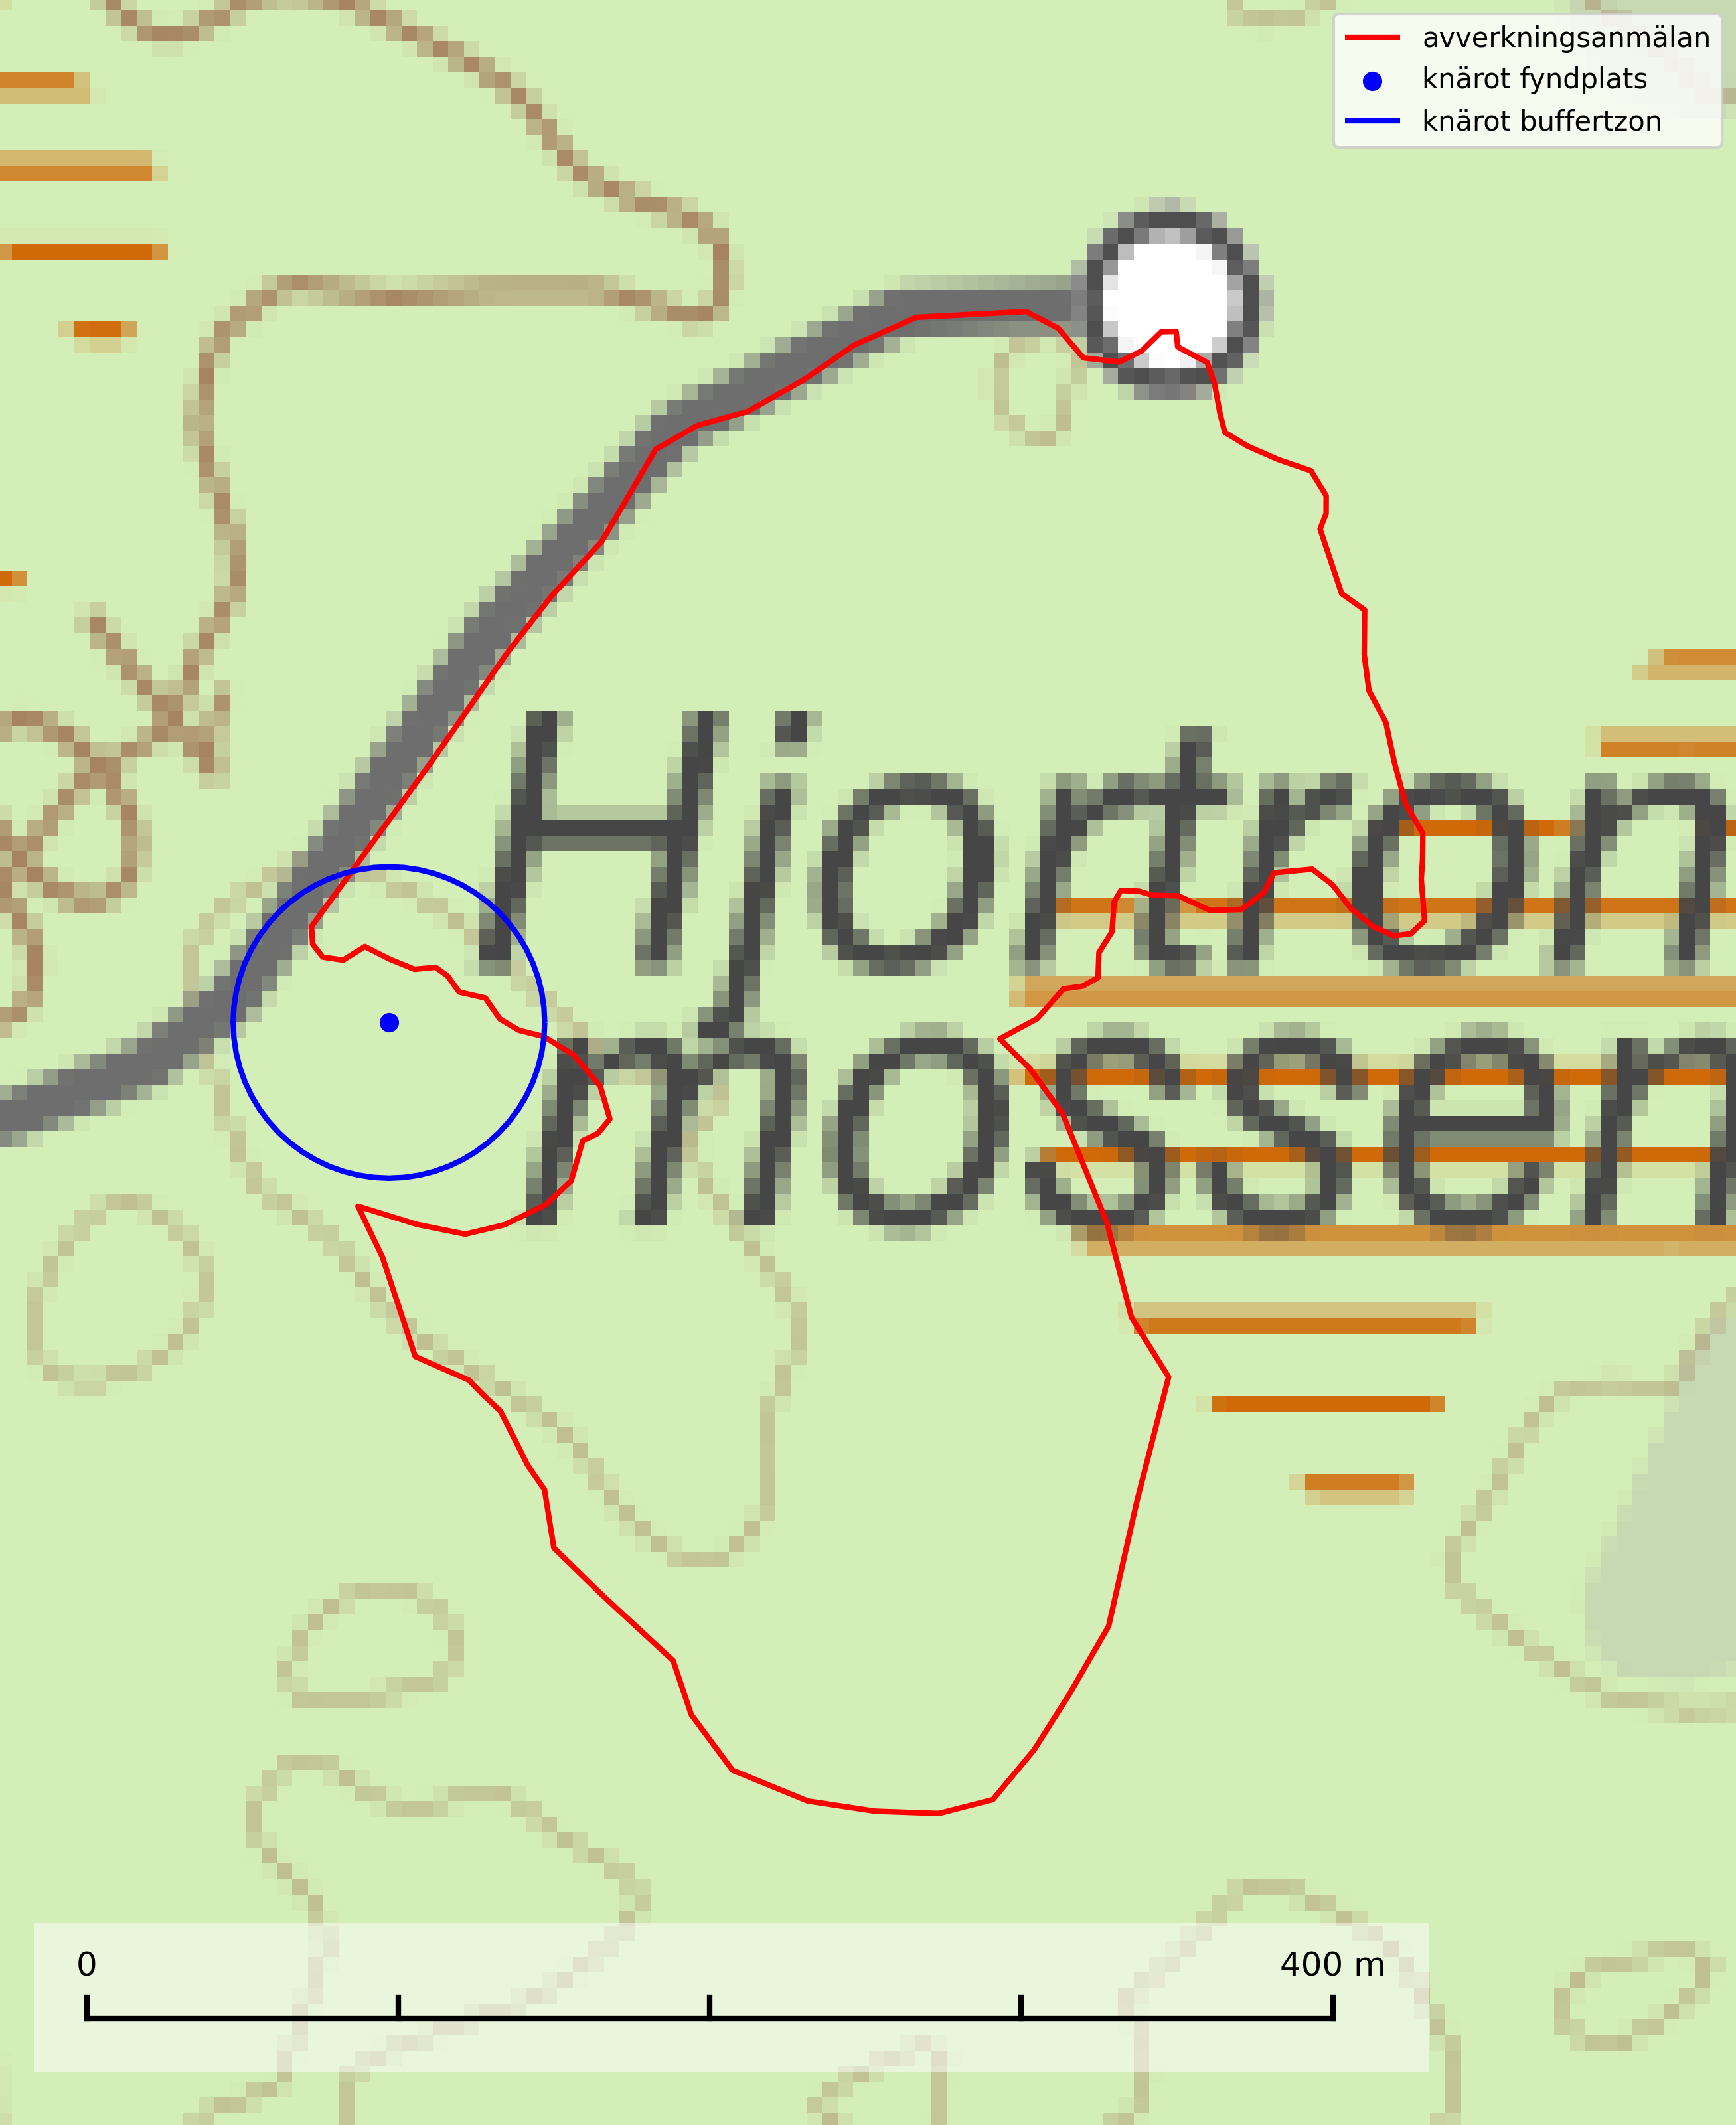 avverkningsanmälan
knärot fyndplats
knärot buffertzon
Hjortron
mossen
0 400 m